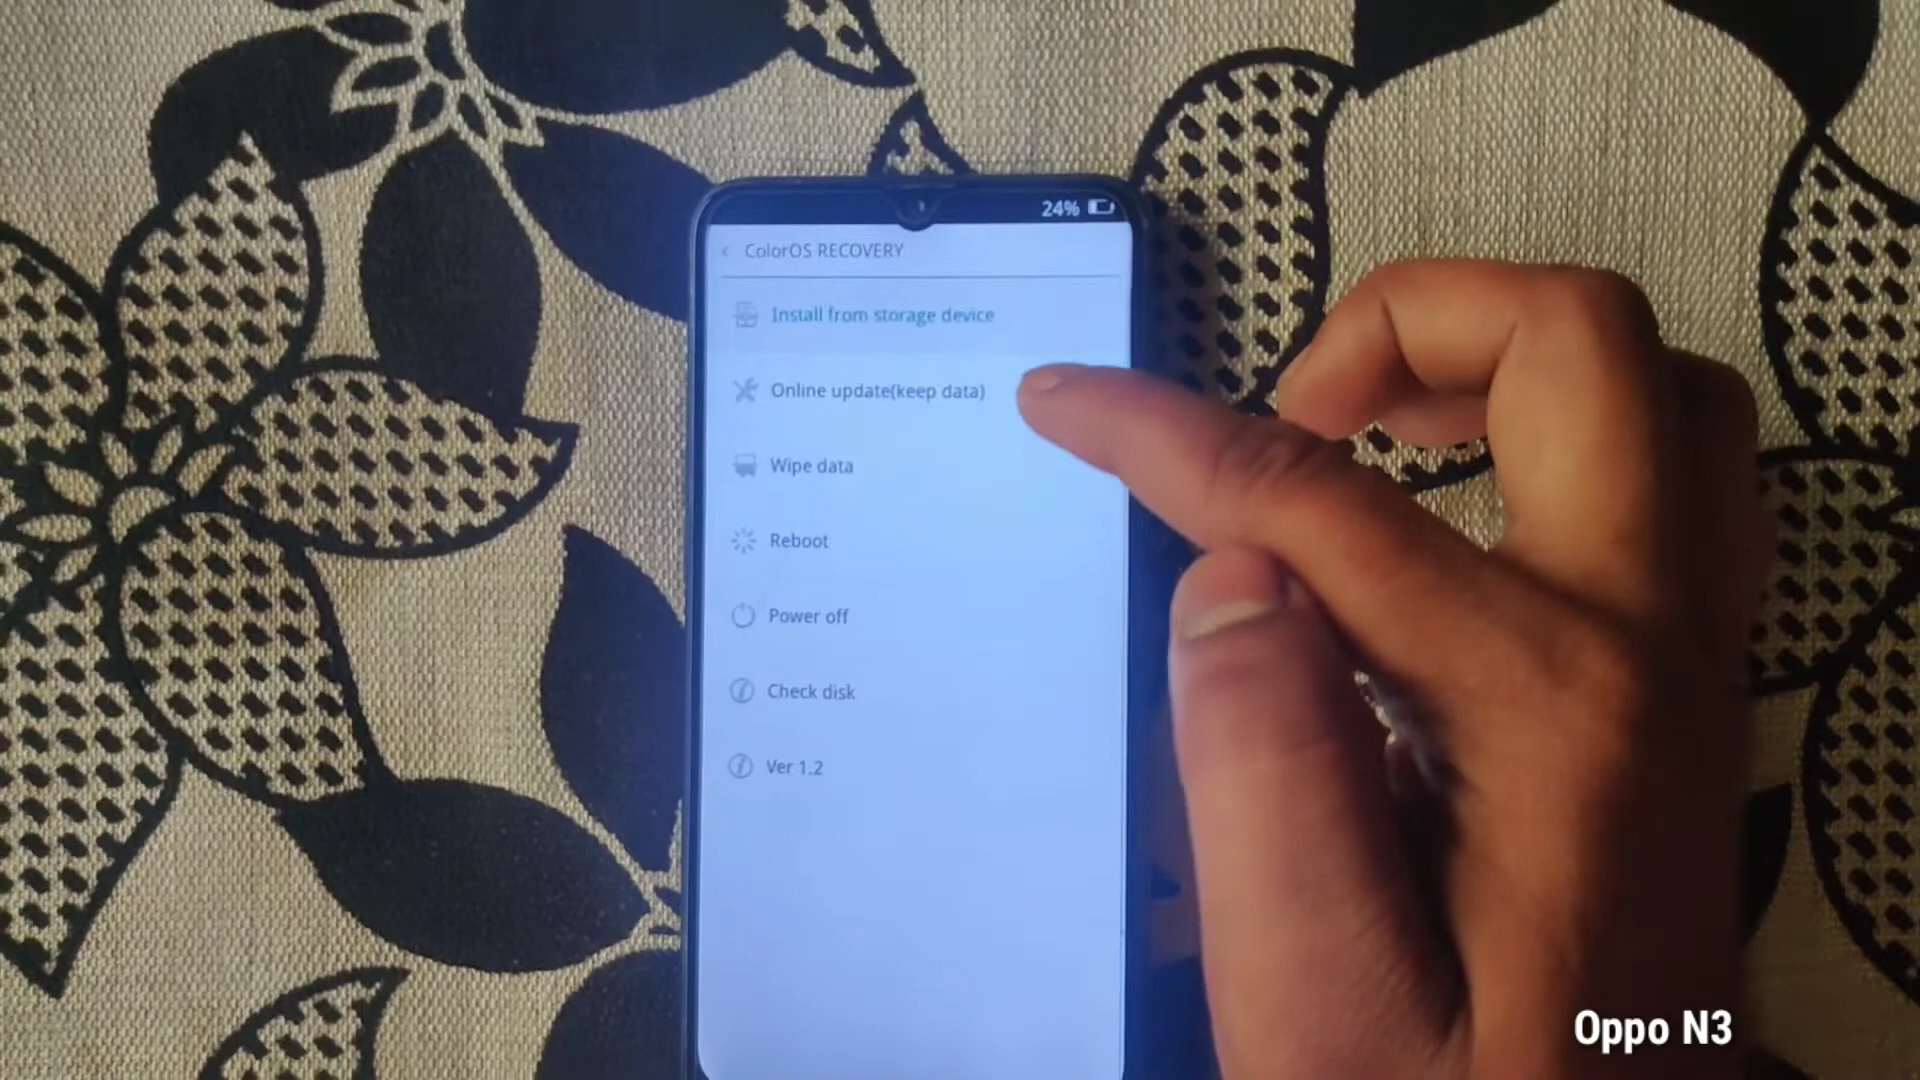 24%
ColorOS RECOVERY
Install from storage device
Online update(keep data)
Wipe data
Reboot
Power off
Check disk
Ver 1.2
Oppo N3